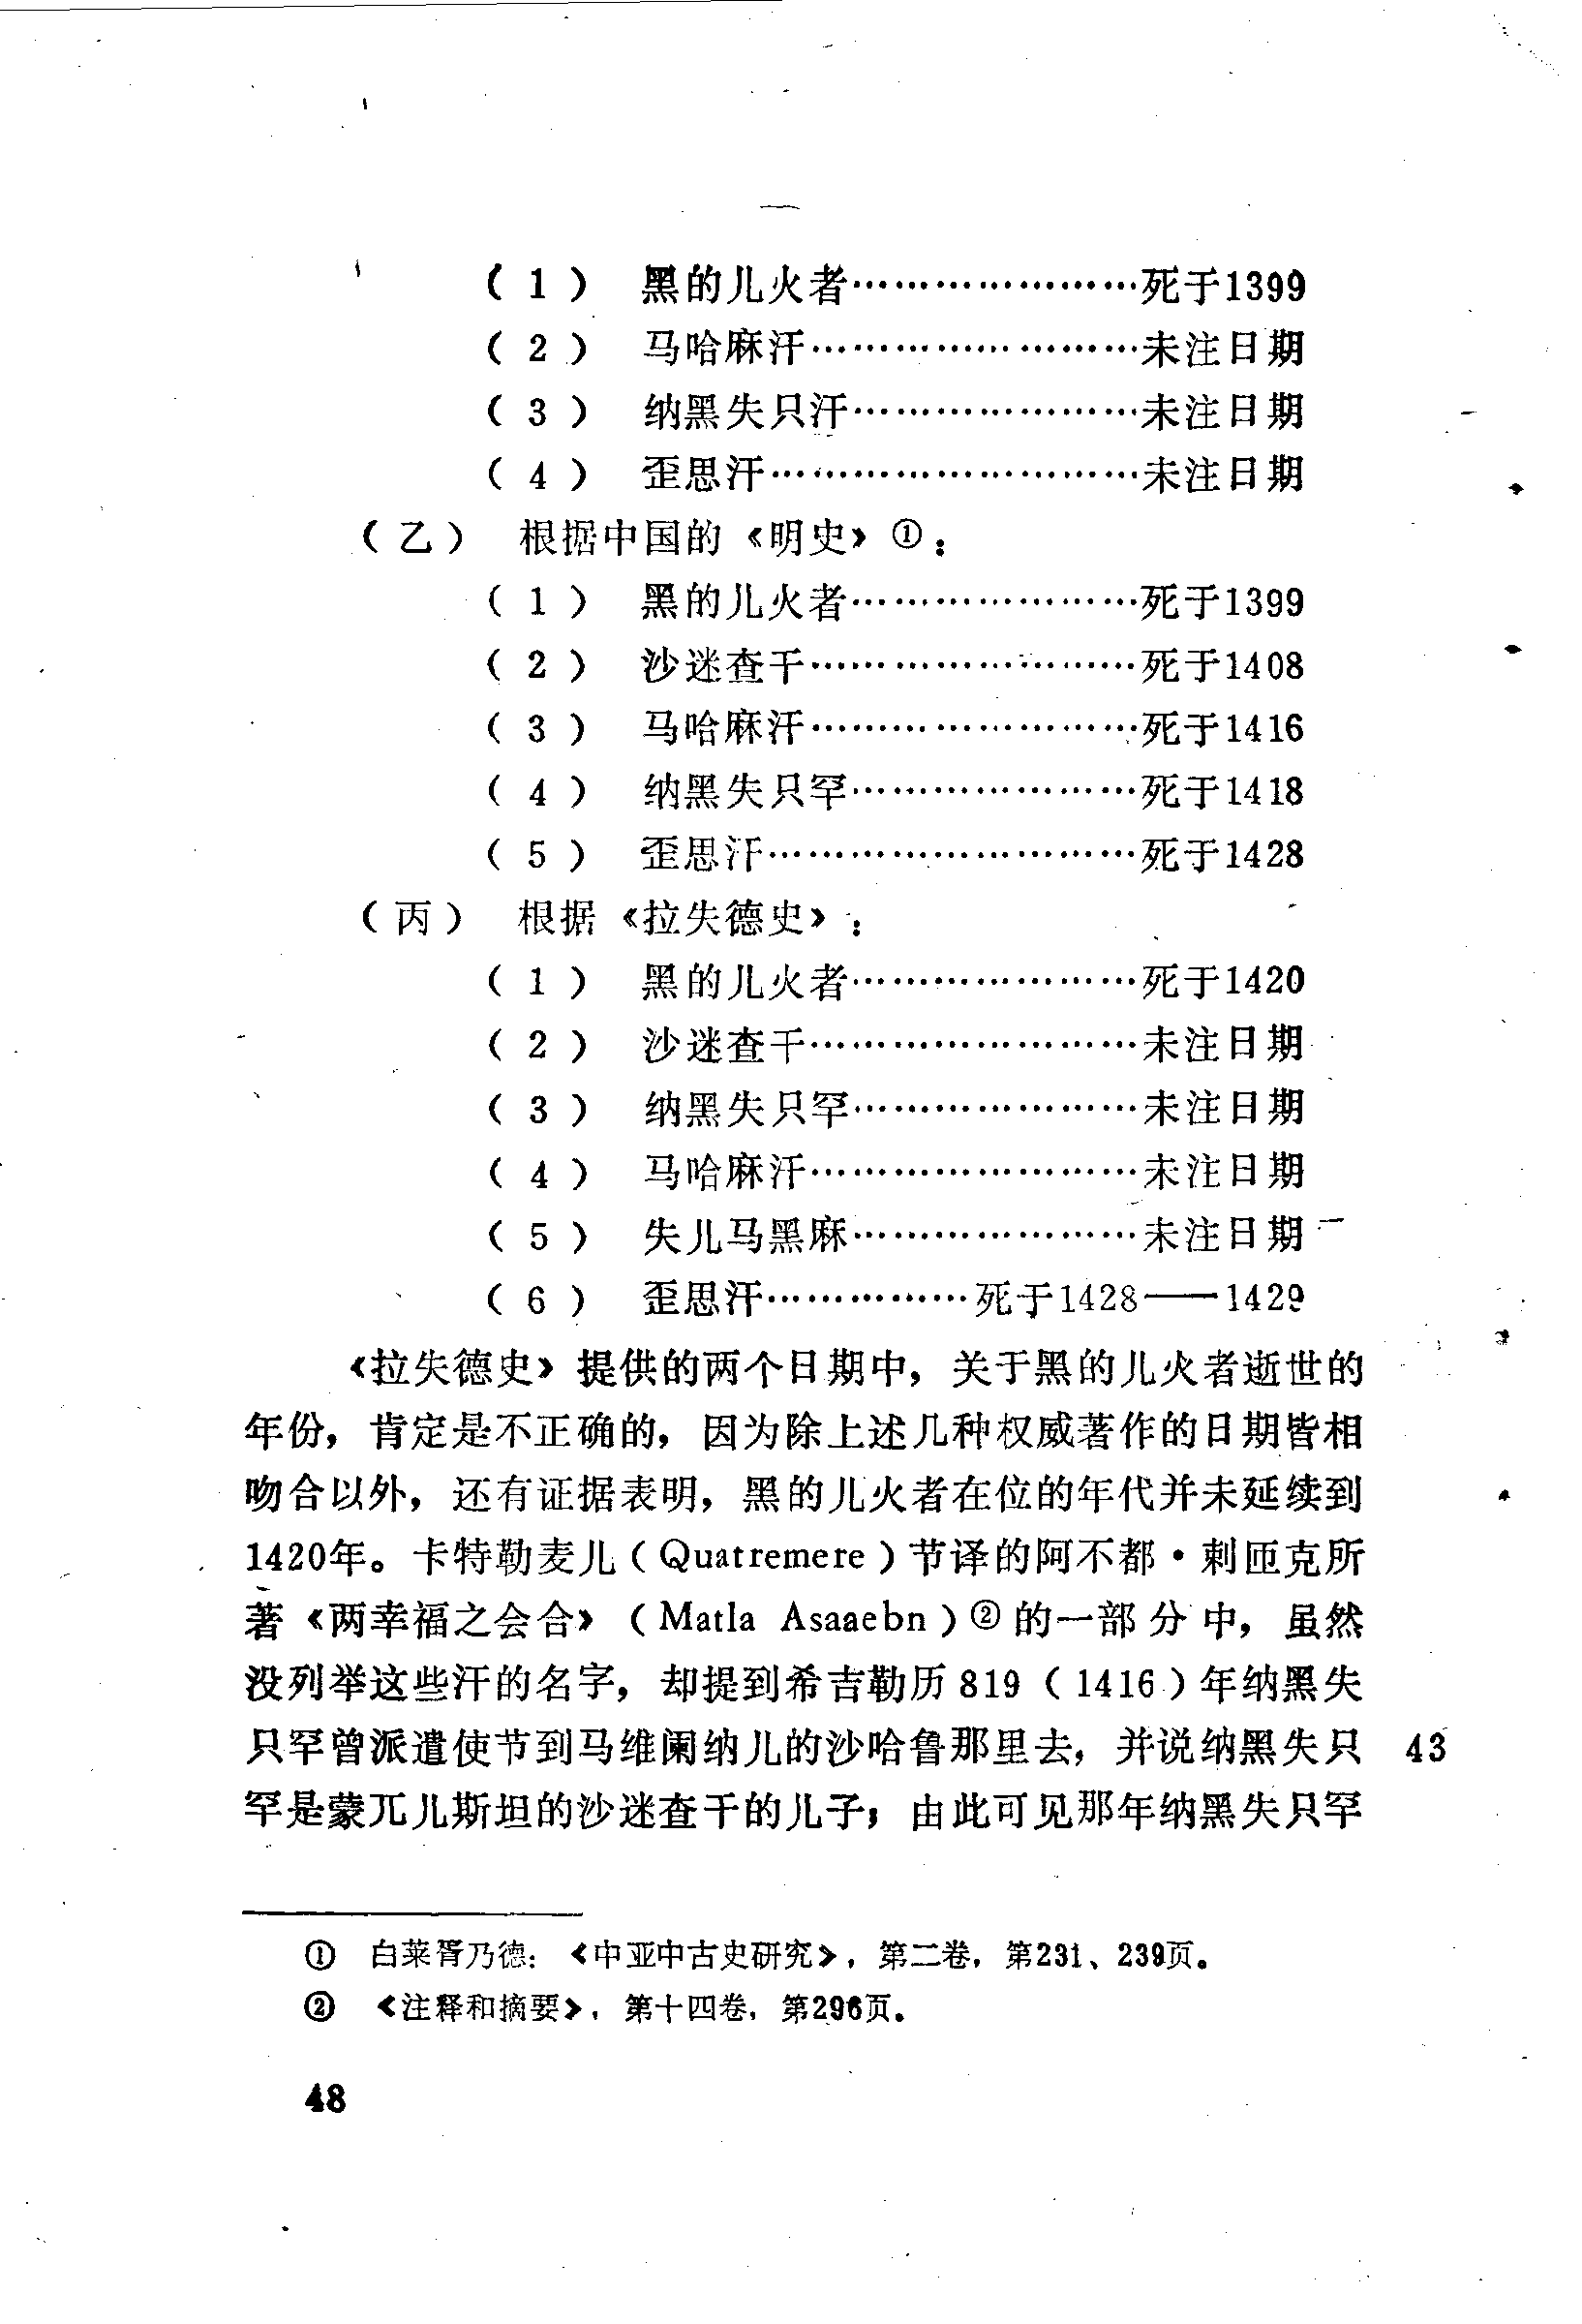 （1） 黑的儿火者…………………死于1399
（2） 马哈麻汗……………………未注日期
（3） 纳黑失只汗…………………未注日期
（4） 歪思汗………………………未注日期
（乙） 根据中国的《明史》①：
（1） 黑的儿火者…………………死于1399
（2） 沙迷查干……………………死于1408
（3） 马哈麻汗……………………死于1416
（4） 纳黑失只罕…………………死于1418
（5） 歪思汗………………………死于1428
（丙） 根据《拉失德史》：
（1） 黑的儿火者…………………死于1420
（2） 沙迷查干……………………未注日期
（3） 纳黑失只罕…………………未注日期
（4） 马哈麻汗……………………未注日期
（5） 失儿马黑麻…………………未注日期
（6） 歪思汗……………死于1428——1429
《拉失德史》提供的两个日期中，关于黑的儿火者逝世的
年份，肯定是不正确的，因为除上述几种权威著作的日期皆相
吻合以外，还有证据表明，黑的儿火者在位的年代并未延续到
1420年。卡特勒麦儿（Quatremere）节译的阿不都·剌匝克所
著《两幸福之会合》（Matla Asaaebn）②的一部分中，虽然
没列举这些汗的名字，却提到希吉勒历819（1416）年纳黑失
只罕曾派遣使节到马维阑纳儿的沙哈鲁那里去，并说纳黑失只 43
罕是蒙兀儿斯坦的沙迷查干的儿子；由此可见那年纳黑失只罕
① 白莱胥乃德：《中亚中古史研究》，第二卷，第231、239页。
② 《注释和摘要》，第十四卷，第296页。
48